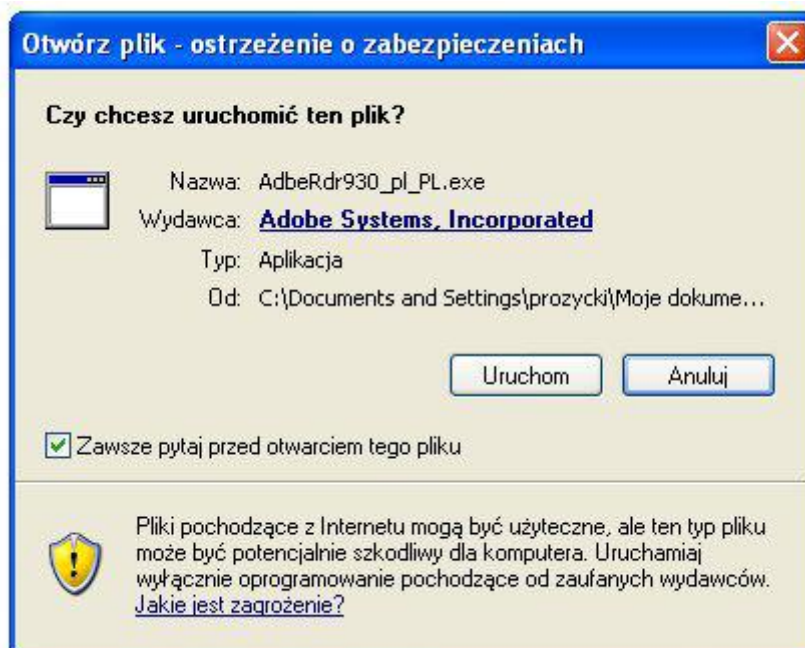 Otwórz plik - ostrzeżenie o zabezpieczeniach
Czy chcesz uruchomić ten plik?
Nazwa: AdbeRdr930_pl_PL.exe
Wydawca: Adobe Systems, Incorporated
Typ: Aplikacja
Od: C:\Documents and Settings\prozycki\Moje dokume...
Uruchom Anuluj
Zawsze pytaj przed otwarciem tego pliku
Pliki pochodzące z Internetu mogą być użyteczne, ale ten typ pliku
może być potencjalnie szkodliwy dla komputera. Uruchamiaj
wyłącznie oprogramowanie pochodzące od zaufanych wydawców.
Jakie jest zagrożenie?